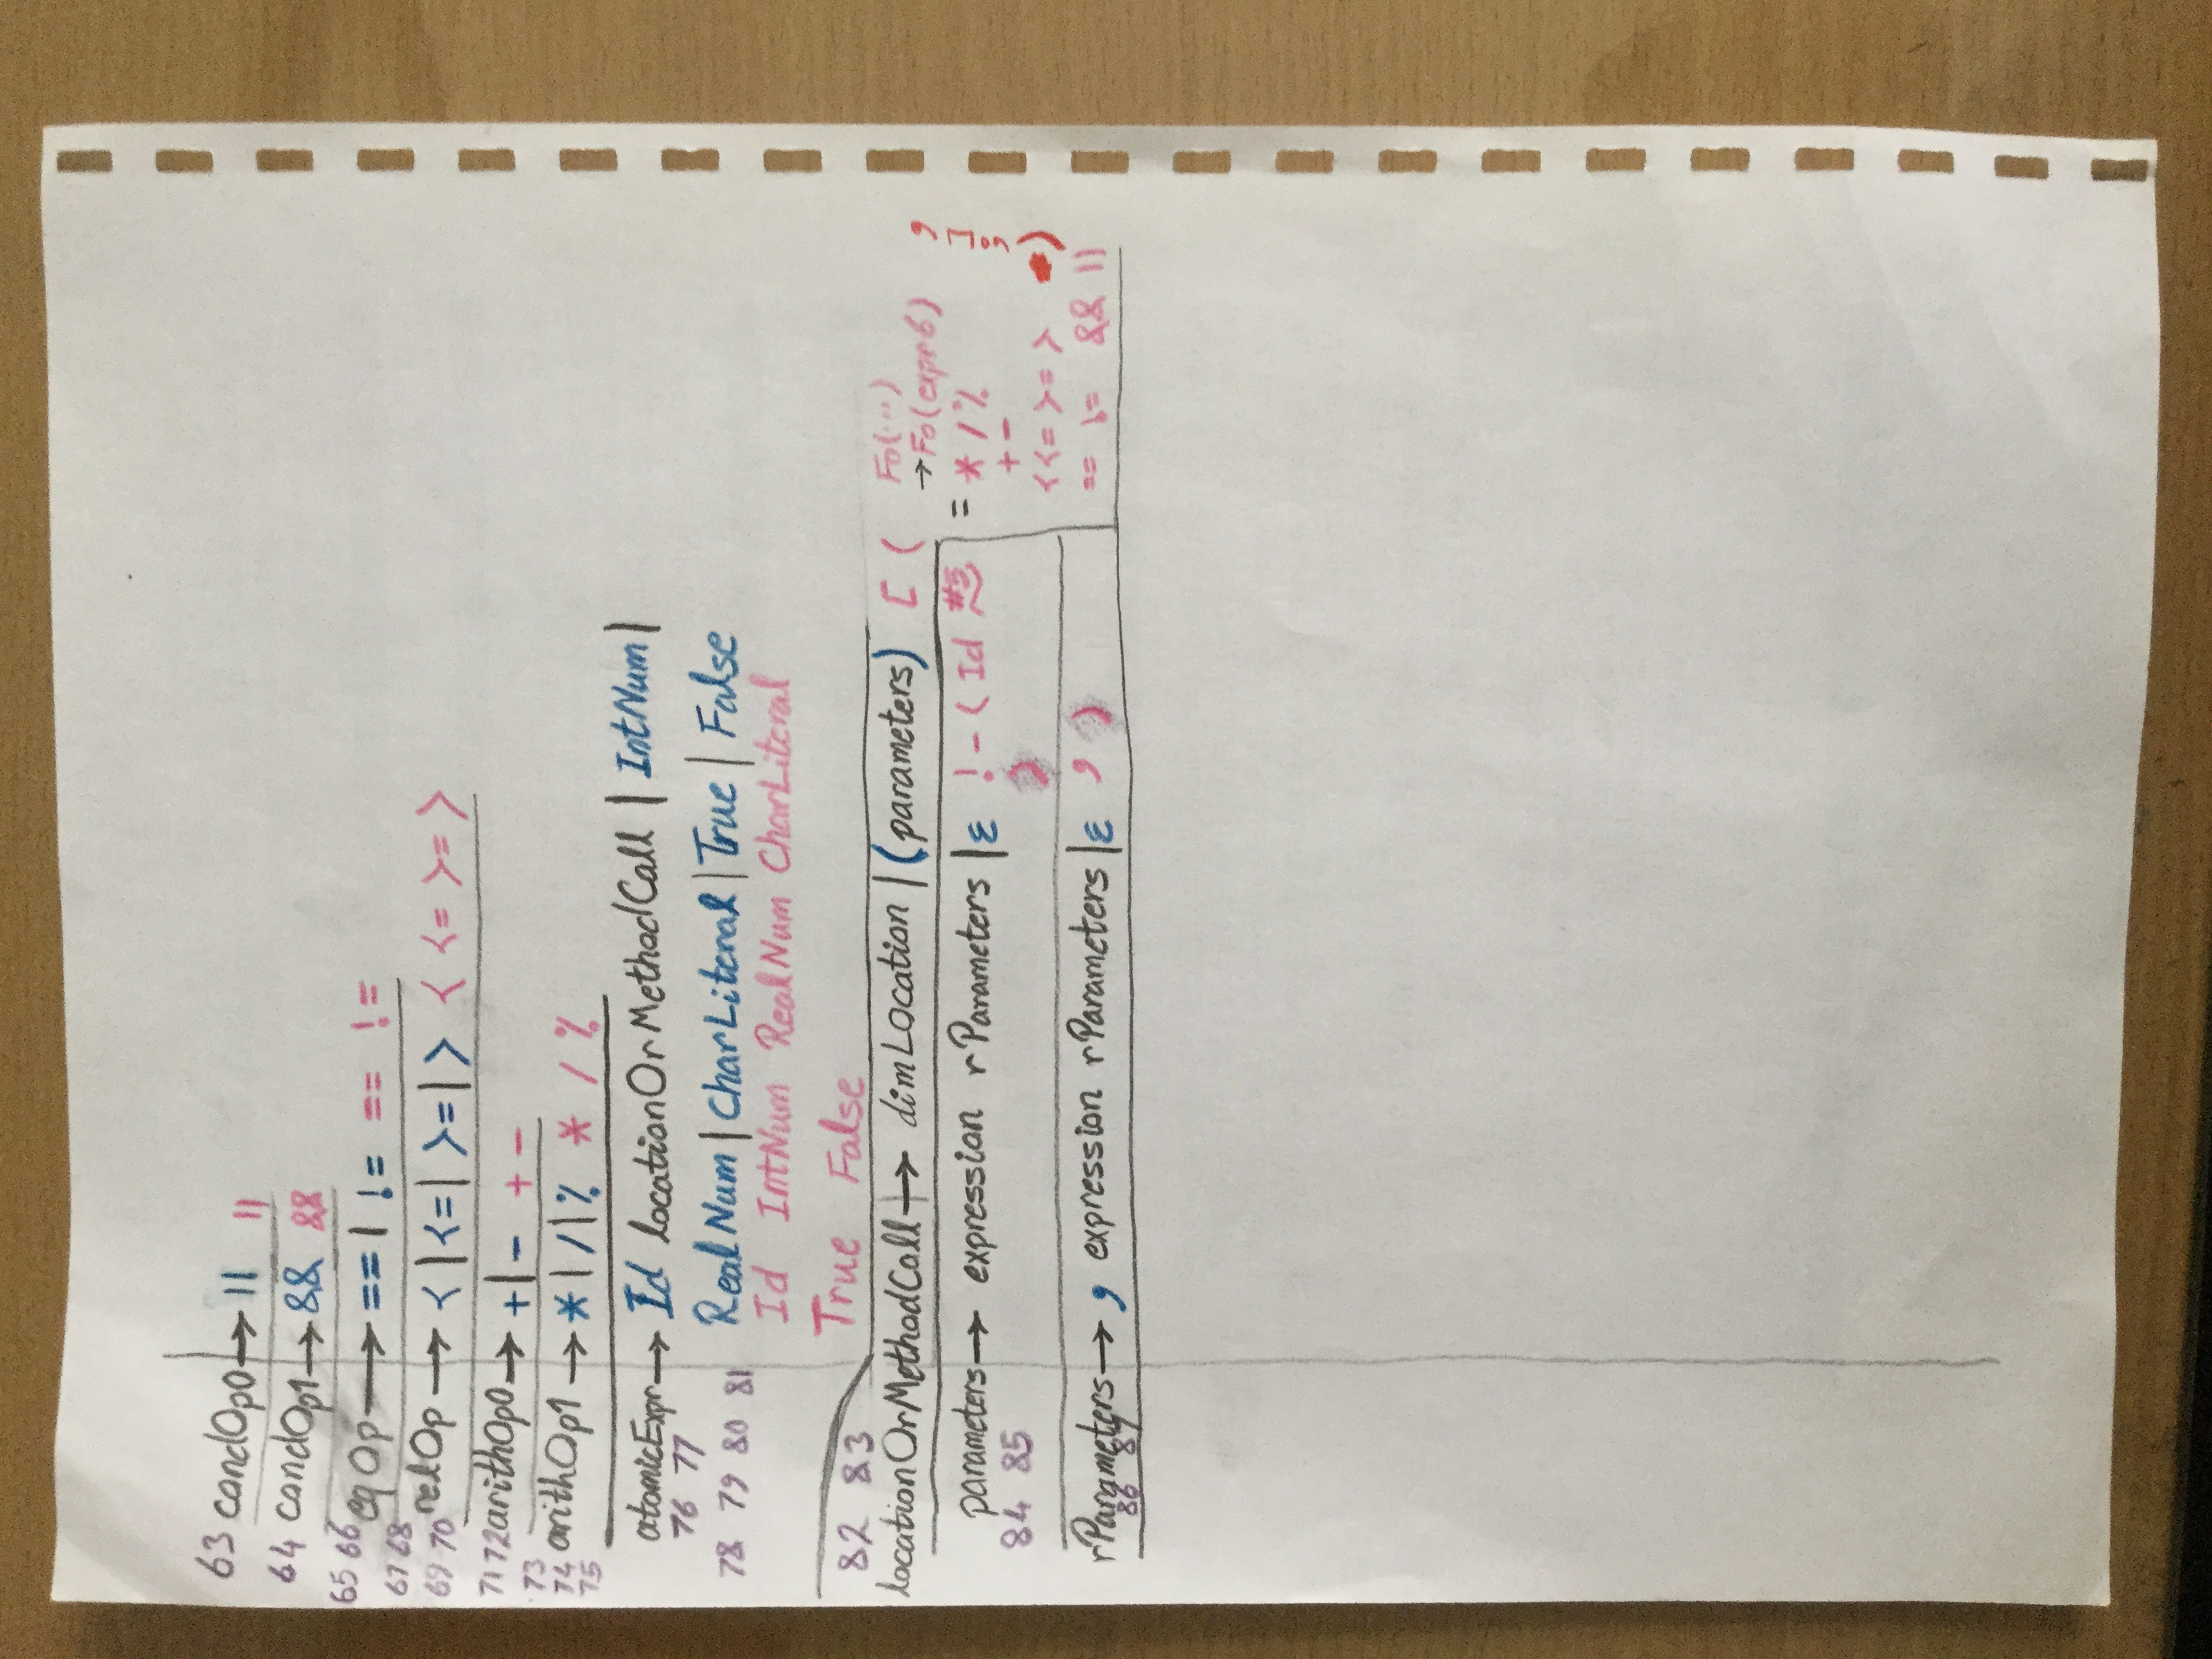 63 condOp0 → || ||
64 condOp1 → && &&
65 66 eqOp → == | != == !=
67 68
69 70 relOp → < | <= | >= | > < <= >= >
71 72 arithOp0 → + | - + -
73
74 arithOp1 → * | / | % * / %
75
atomicExpr → Id locationOrMethodCall | IntNum |
76 77
78 79 80 81 RealNum | CharLiteral | True | False
Id IntNum RealNum CharLiteral
True False
82 83
locationOrMethodCall → dimLocation | (parameters) [ (
Fo(...)
→ Fo(expr6) ,
= * / % ]
+ - ;
< <= >= > )
== != && ||
parameters → expression rParameters | ε ! - ( Id
84 85 )
rParameters → , expression rParameters | ε , )
86 87